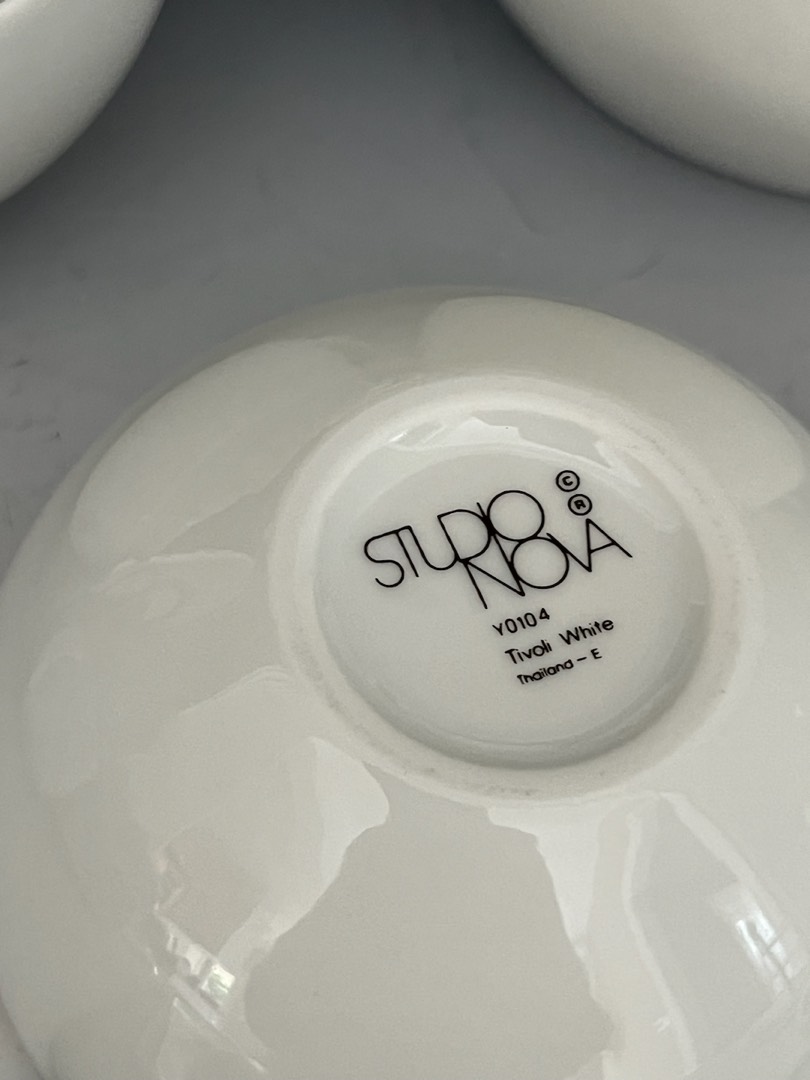 © ®
STUDIO
NOVA
Y0104
Tivoli White
Thailand - E